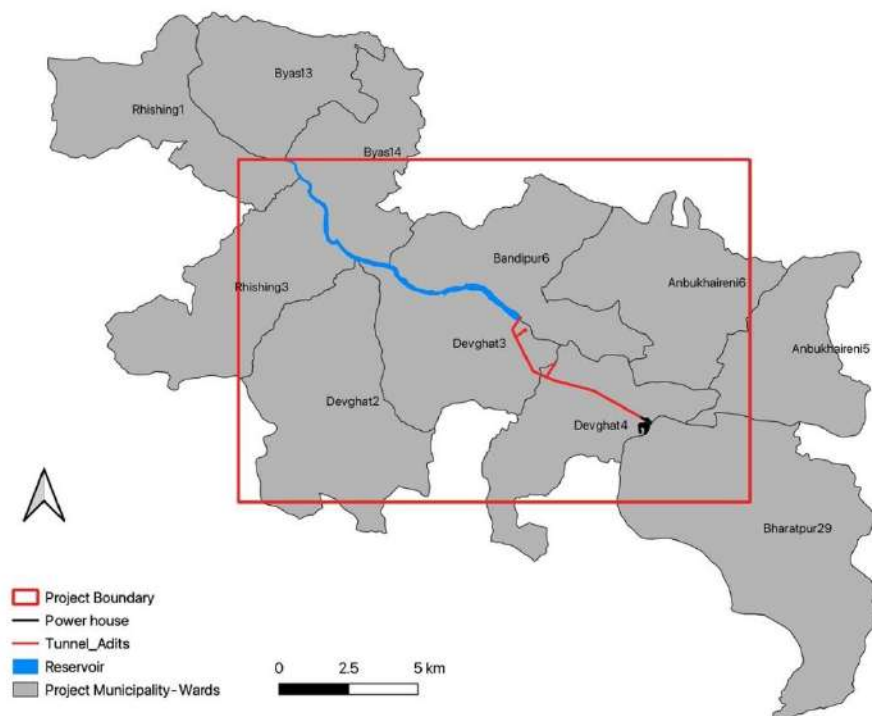 Byas13
Rhishing1
Byas14
Bandipur6
Rhishing3
Anbukhaireni6
Devghat3
Anbukhaireni5
Devghat2
Devghat4
Bharatpur29
Project Boundary
Power house
Tunnel_Adits
Reservoir
Project Municipality-Wards
0 2.5 5 km